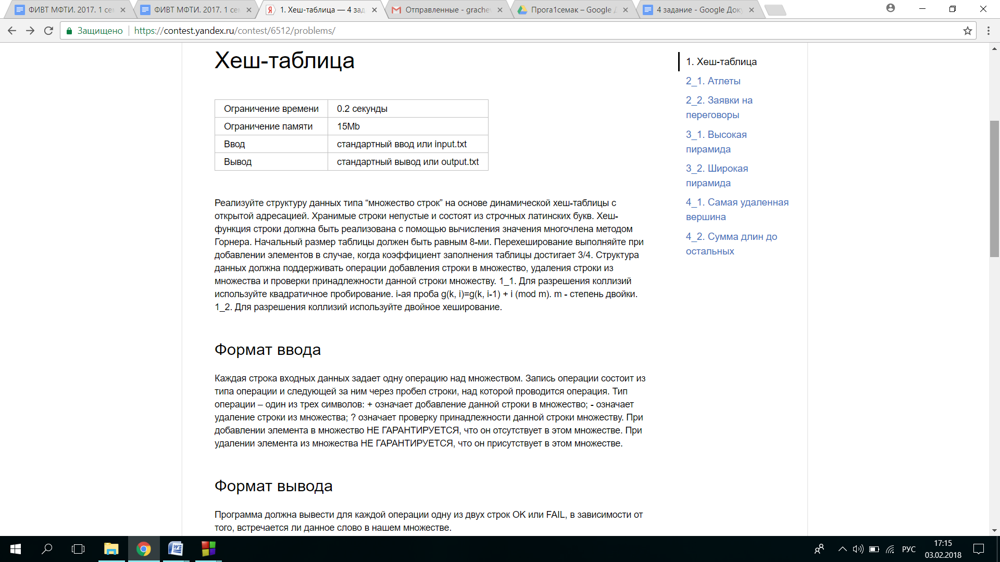 ФИВТ МФТИ. 2017. 1 сем
ФИВТ МФТИ. 2017. 1 сем
1. Хеш-таблица — 4 зад
Отправленные - grachev
Прога1семак – Google Д
4 задание - Google Док
Защищено
https://contest.yandex.ru/contest/6512/problems/
Хеш-таблица
Ограничение времени 0.2 секунды
Ограничение памяти 15Mb
Ввод стандартный ввод или input.txt
Вывод стандартный вывод или output.txt
Реализуйте структуру данных типа “множество строк” на основе динамической хеш-таблицы с
открытой адресацией. Хранимые строки непустые и состоят из строчных латинских букв. Хеш-
функция строки должна быть реализована с помощью вычисления значения многочлена методом
Горнера. Начальный размер таблицы должен быть равным 8-ми. Перехеширование выполняйте при
добавлении элементов в случае, когда коэффициент заполнения таблицы достигает 3/4. Структура
данных должна поддерживать операции добавления строки в множество, удаления строки из
множества и проверки принадлежности данной строки множеству. 1_1. Для разрешения коллизий
используйте квадратичное пробирование. i-ая проба g(k, i)=g(k, i-1) + i (mod m). m - степень двойки.
1_2. Для разрешения коллизий используйте двойное хеширование.
Формат ввода
Каждая строка входных данных задает одну операцию над множеством. Запись операции состоит из
типа операции и следующей за ним через пробел строки, над которой проводится операция. Тип
операции – один из трех символов: + означает добавление данной строки в множество; - означает
удаление строки из множества; ? означает проверку принадлежности данной строки множеству. При
добавлении элемента в множество НЕ ГАРАНТИРУЕТСЯ, что он отсутствует в этом множестве. При
удалении элемента из множества НЕ ГАРАНТИРУЕТСЯ, что он присутствует в этом множестве.
Формат вывода
Программа должна вывести для каждой операции одну из двух строк OK или FAIL, в зависимости от
того, встречается ли данное слово в нашем множестве.
1. Хеш-таблица
2_1. Атлеты
2_2. Заявки на
переговоры
3_1. Высокая
пирамида
3_2. Широкая
пирамида
4_1. Самая удаленная
вершина
4_2. Сумма длин до
остальных
РУС
17:15
03.02.2018